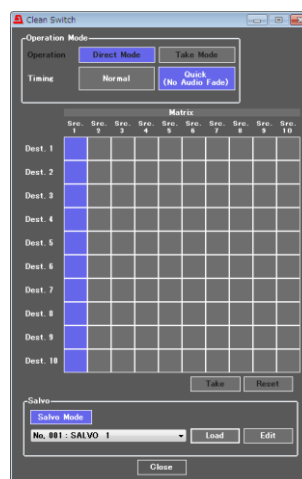 Clean Switch
Operation Mode
Operation Direct Mode Take Mode
Timing Normal Quick
(No Audio Fade)
Matrix
Src. Src. Src. Src. Src. Src. Src. Src. Src. Src.
1 2 3 4 5 6 7 8 9 10
Dest. 1
Dest. 2
Dest. 3
Dest. 4
Dest. 5
Dest. 6
Dest. 7
Dest. 8
Dest. 9
Dest. 10
Take Reset
Salvo
Salvo Mode
No. 001 : SALVO 1 Load Edit
Close